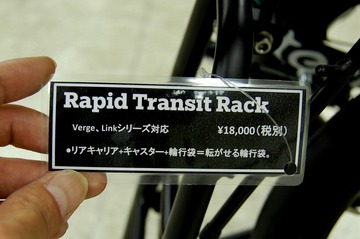 Rapid Transit Rack
Verge、Linkシリーズ対応 ¥18,000(税別)
●リアキャリア+キャスター+輪行袋=転がせる輪行袋。